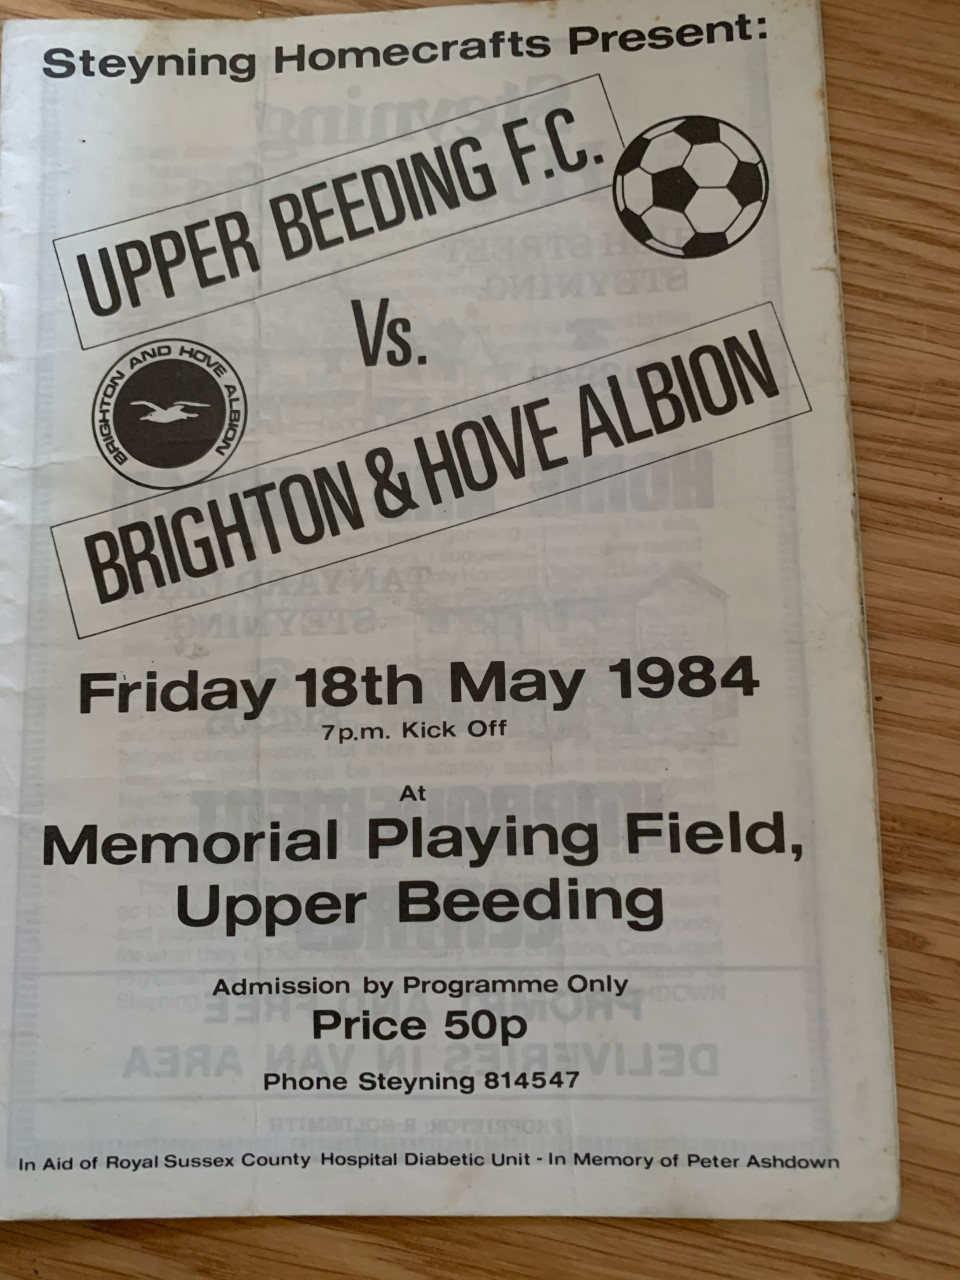 Steyning Homecrafts Present:
UPPER BEEDING F.C.
Vs.
BRIGHTON AND HOVE ALBION
BRIGHTON & HOVE ALBION
Friday 18th May 1984
7p.m. Kick Off
At
Memorial Playing Field,
Upper Beeding
Admission by Programme Only
Price 50p
Phone Steyning 814547
In Aid of Royal Sussex County Hospital Diabetic Unit - In Memory of Peter Ashdown